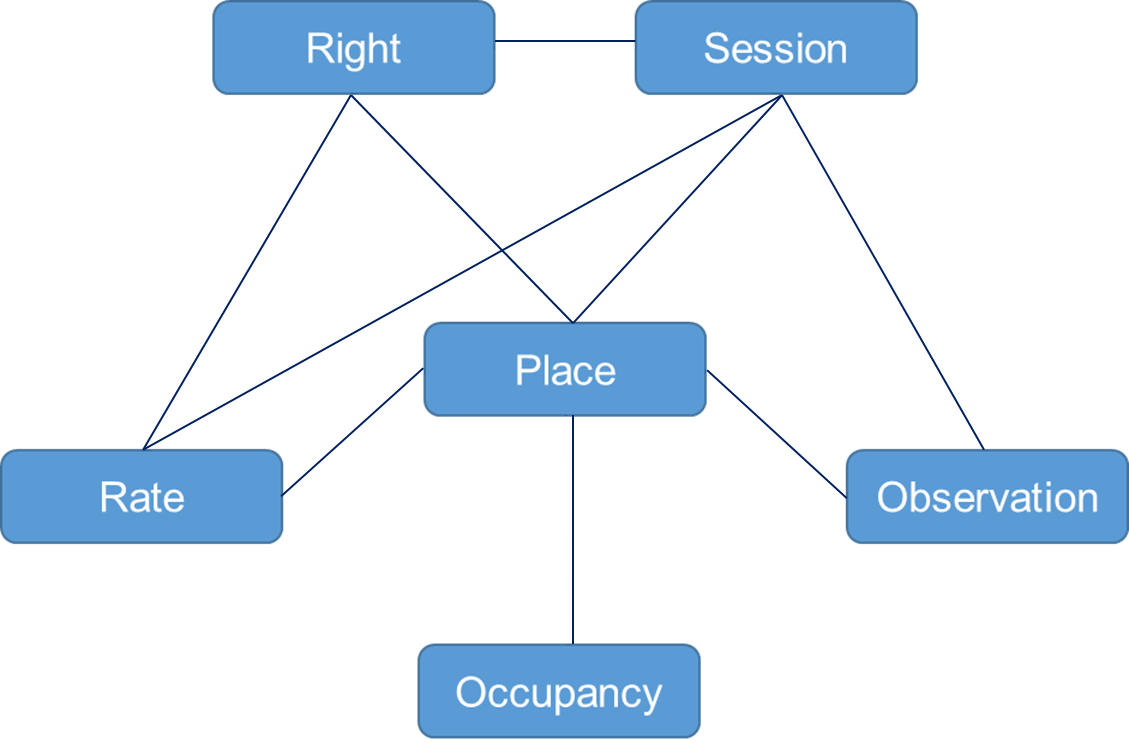 Right
Session
Place
Rate
Observation
Occupancy